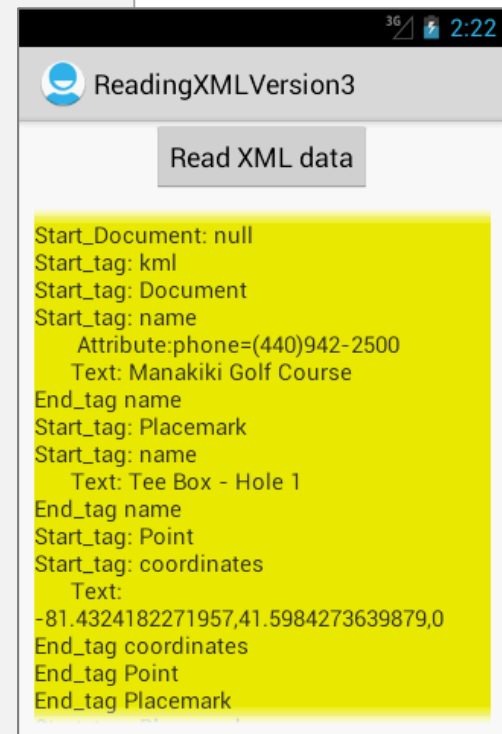 3G 2:22
ReadingXMLVersion3
Read XML data
Start_Document: null
Start_tag: kml
Start_tag: Document
Start_tag: name
Attribute:phone=(440)942-2500
Text: Manakiki Golf Course
End_tag name
Start_tag: Placemark
Start_tag: name
Text: Tee Box - Hole 1
End_tag name
Start_tag: Point
Start_tag: coordinates
Text:
-81.4324182271957,41.5984273639879,0
End_tag coordinates
End_tag Point
End_tag Placemark